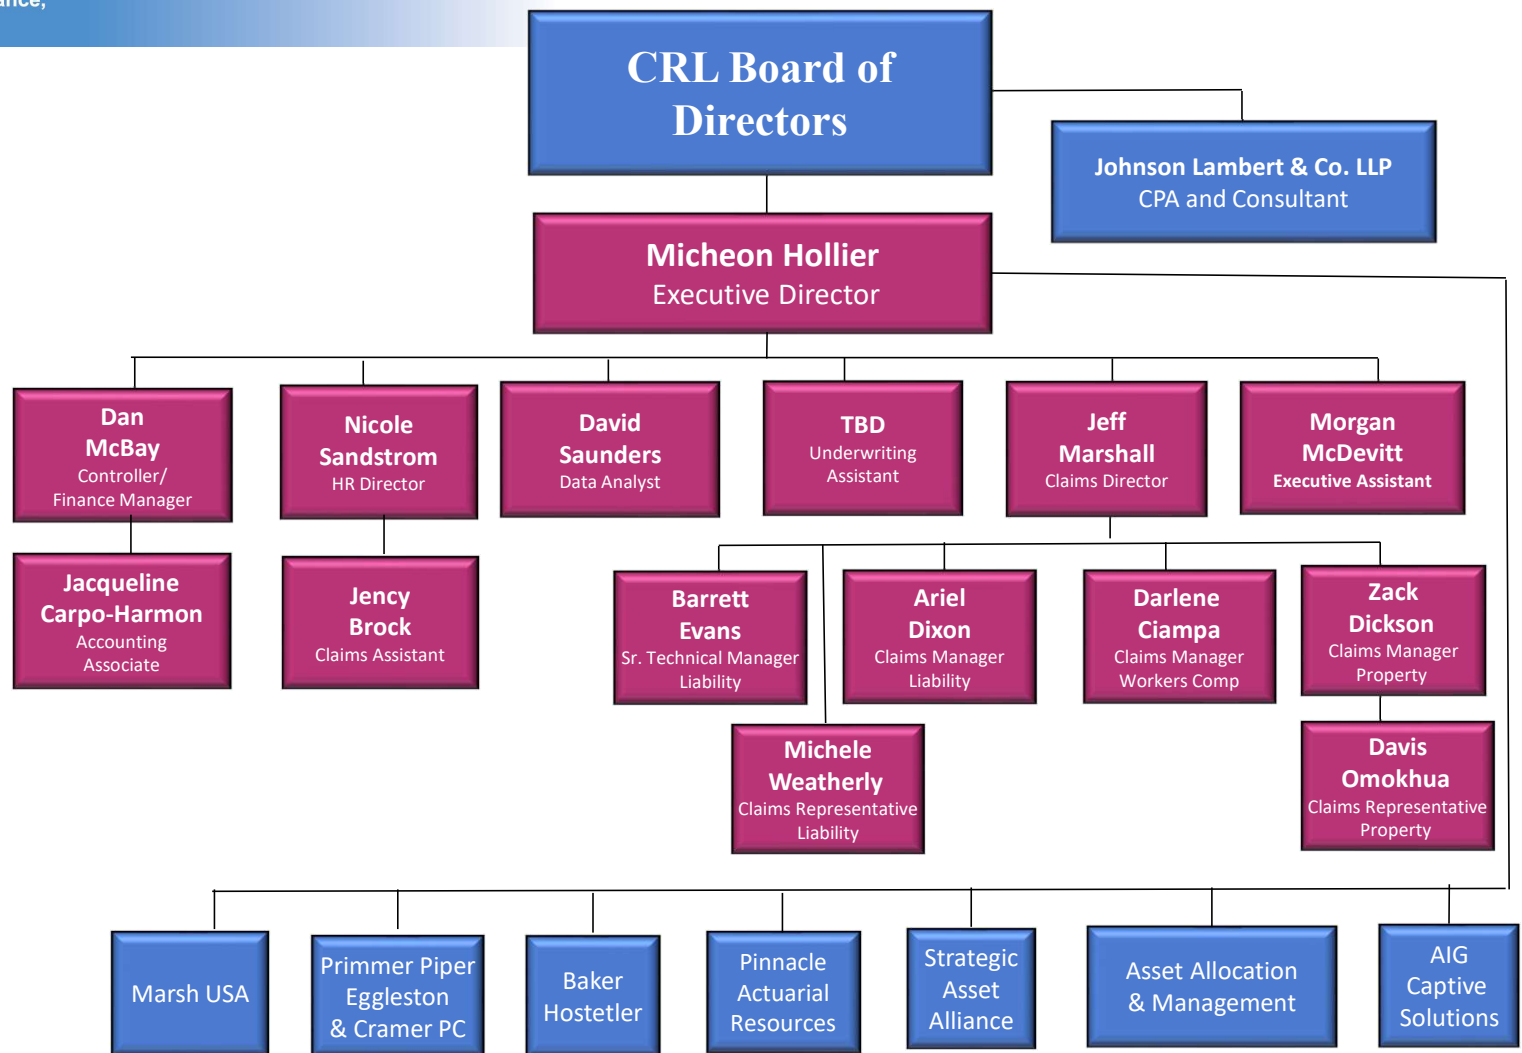 ance,
CRL Board of
Directors
Johnson Lambert & Co. LLP
CPA and Consultant
Micheon Hollier
Executive Director
Dan
McBay
Controller/
Finance Manager
Nicole
Sandstrom
HR Director
David
Saunders
Data Analyst
TBD
Underwriting
Assistant
Jeff
Marshall
Claims Director
Morgan
McDevitt
Executive Assistant
Jacqueline
Carpo-Harmon
Accounting
Associate
Jency
Brock
Claims Assistant
Barrett
Evans
Sr. Technical Manager
Liability
Ariel
Dixon
Claims Manager
Liability
Darlene
Ciampa
Claims Manager
Workers Comp
Zack
Dickson
Claims Manager
Property
Michele
Weatherly
Claims Representative
Liability
Davis
Omokhua
Claims Representative
Property
Marsh USA
Primmer Piper
Eggleston
& Cramer PC
Baker
Hostetler
Pinnacle
Actuarial
Resources
Strategic
Asset
Alliance
Asset Allocation
& Management
AIG
Captive
Solutions